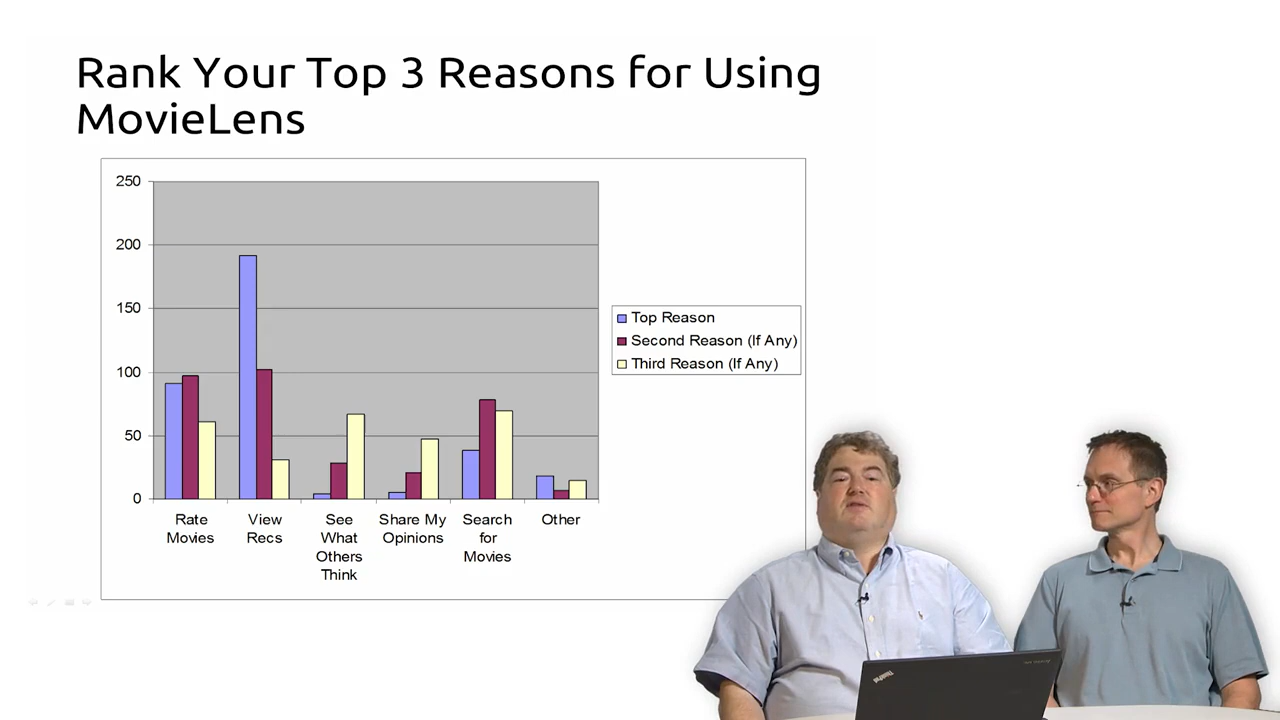 Rank Your Top 3 Reasons for Using
MovieLens
250
200
150
100
50
0
Top Reason
Second Reason (If Any)
Third Reason (If Any)
Rate
Movies
View
Recs
See
What
Others
Think
Share My
Opinions
Search
for
Movies
Other
ThinkPad